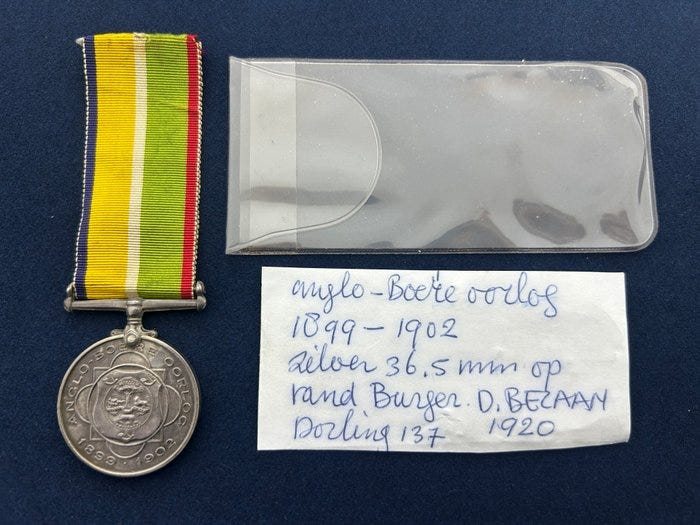 ANGLO-BOERE OORLOG
1899-1902
anglo-Boere oorlog
1899-1902
zilver 36.5 mm op
rand Burger. D. BEZAAN
Dorling 137 1920